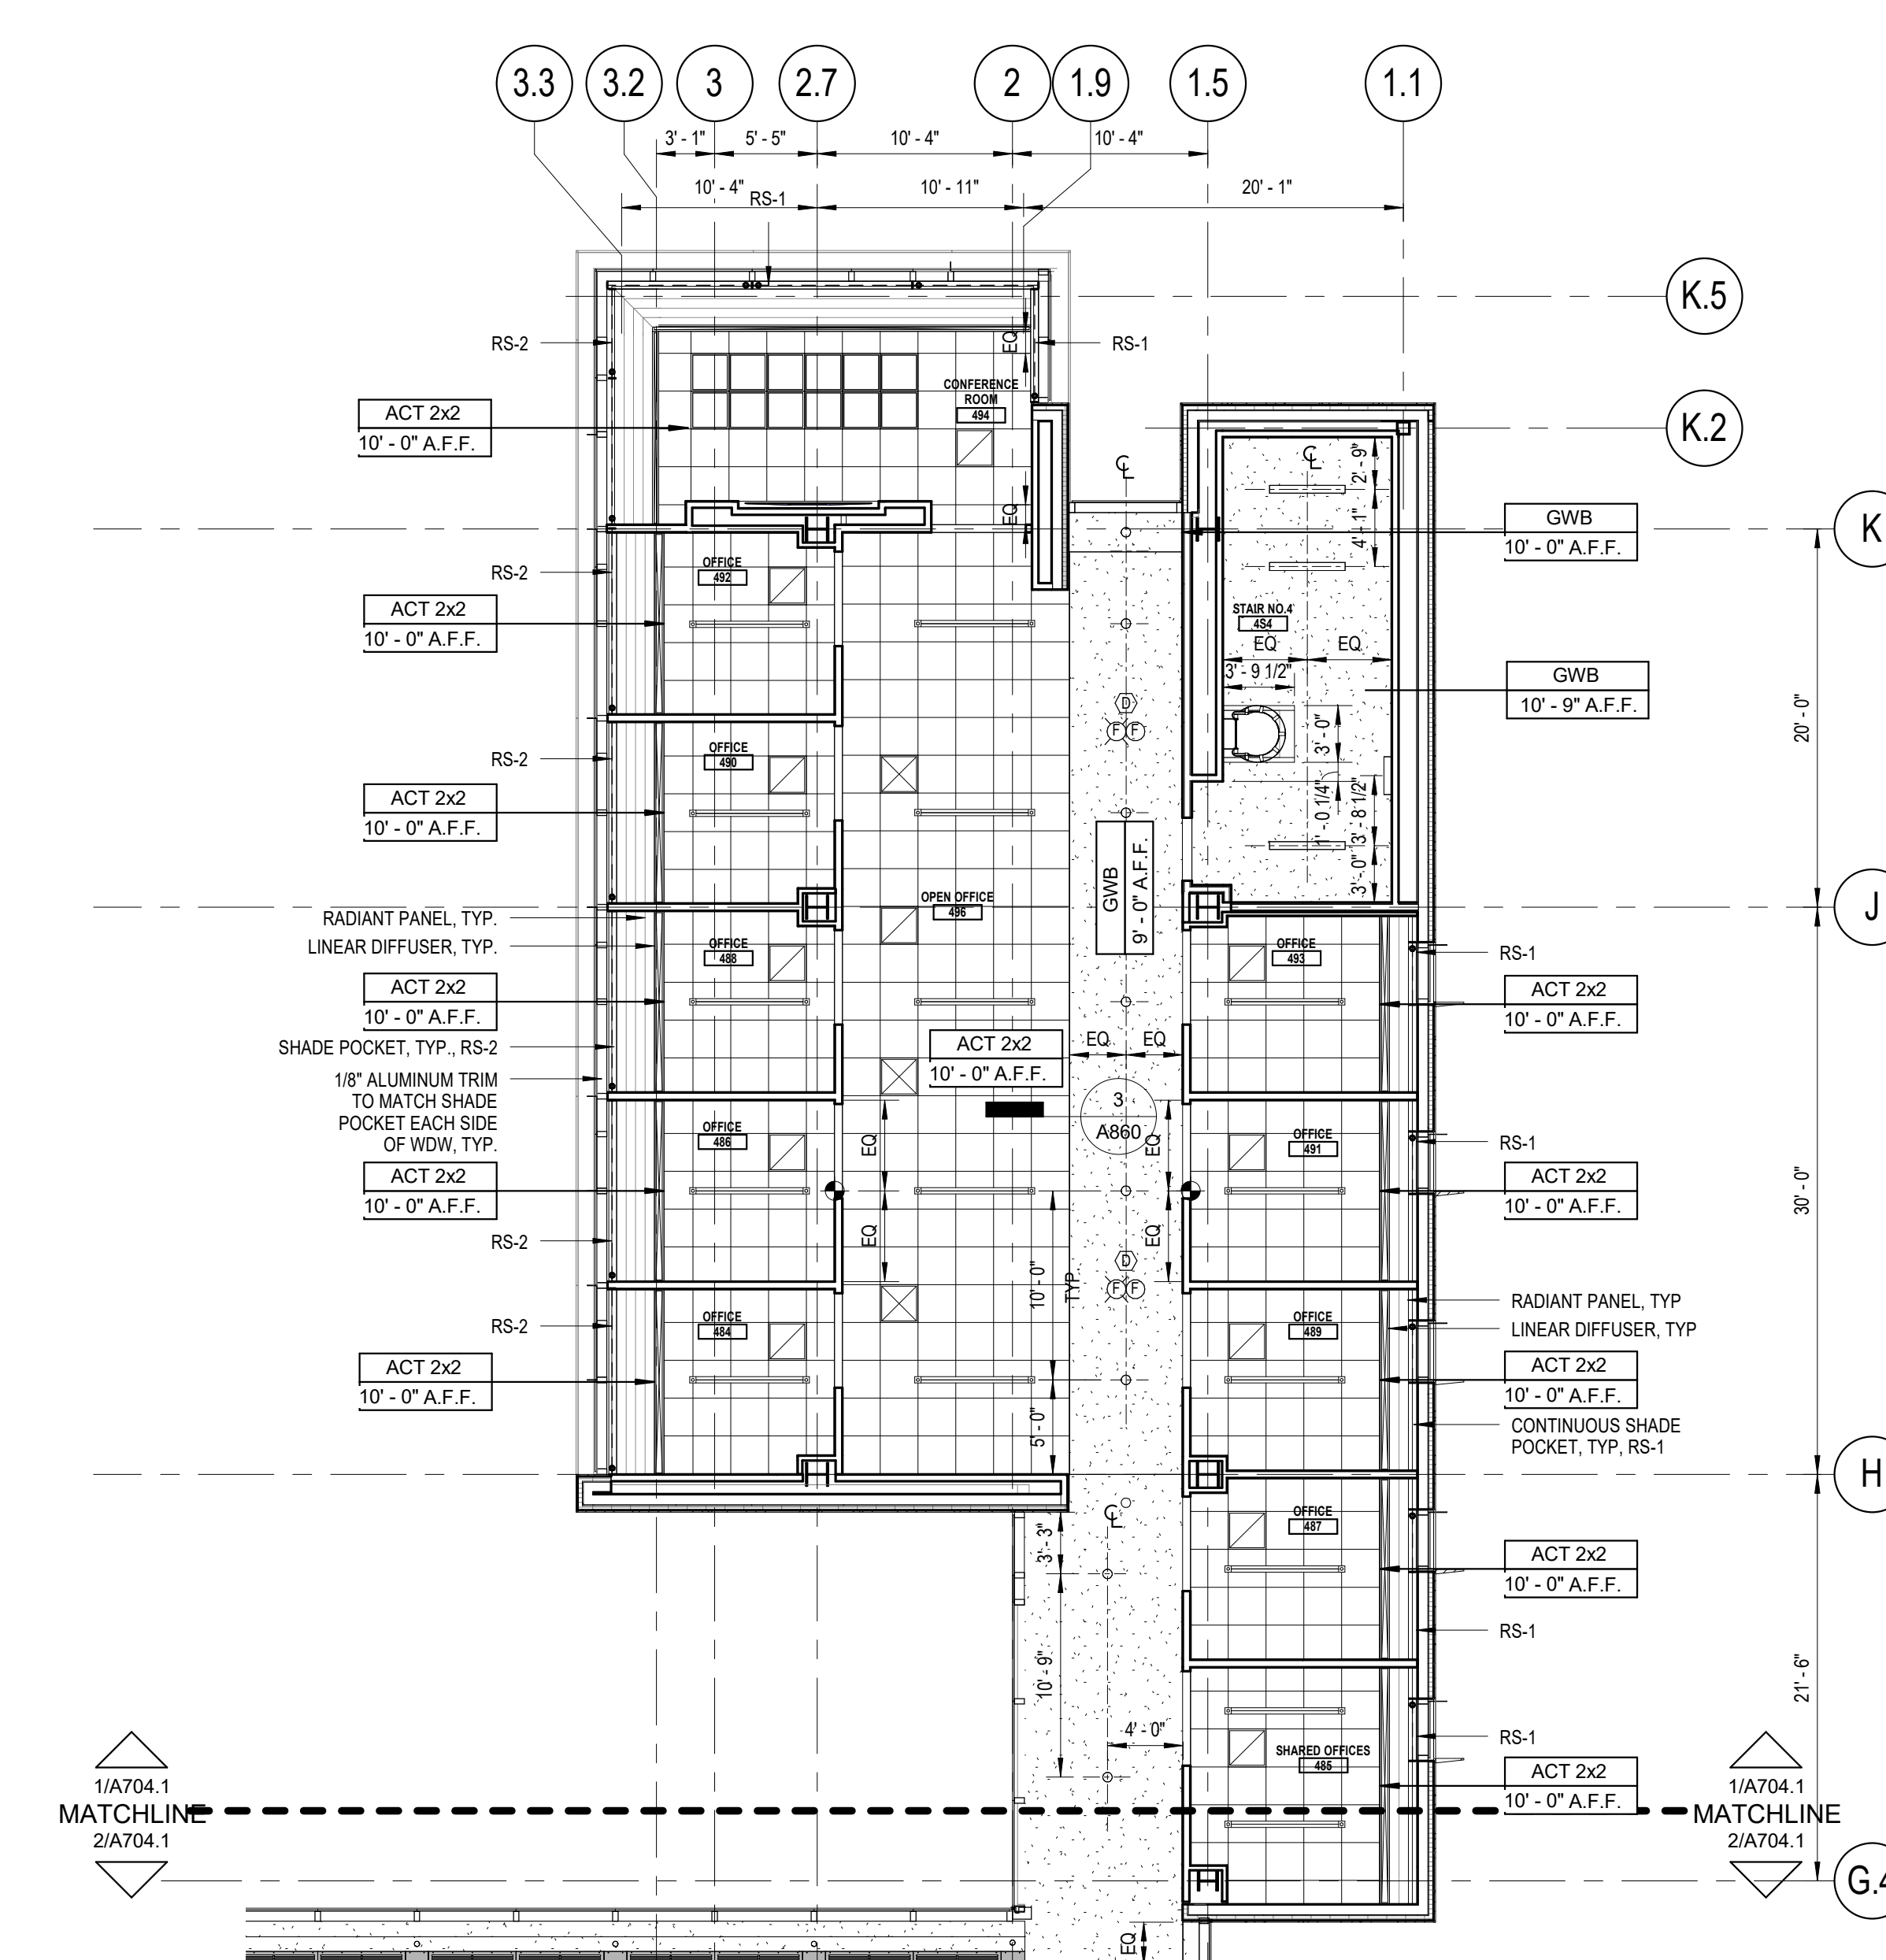 3.3
3.2
3
2.7
2
1.9
1.5
1.1
3' - 1"
5' - 5"
10' - 4"
10' - 4"
10' - 4"
RS-1
10' - 11"
20' - 1"
K.5
RS-2
EQ
RS-1
CONFERENCE
ROOM
494
ACT 2x2
10' - 0" A.F.F.
K.2
2' - 9"
4' - 1"
EQ
GWB
10' - 0" A.F.F.
K
OFFICE
492
RS-2
ACT 2x2
10' - 0" A.F.F.
STAIR NO.4
4S4
EQ
EQ
3' - 9 1/2"
GWB
10' - 9" A.F.F.
20' - 0"
D
F
F
3' - 0"
OFFICE
490
RS-2
ACT 2x2
10' - 0" A.F.F.
1' - 0 1/4"
3' - 8 1/2"
3' - 0"
GWB
9' - 0" A.F.F.
OPEN OFFICE
496
J
RADIANT PANEL, TYP.
LINEAR DIFFUSER, TYP.
OFFICE
488
OFFICE
493
RS-1
ACT 2x2
10' - 0" A.F.F.
ACT 2x2
10' - 0" A.F.F.
SHADE POCKET, TYP., RS-2
ACT 2x2
10' - 0" A.F.F.
EQ
EQ
1/8" ALUMINUM TRIM
TO MATCH SHADE
POCKET EACH SIDE
OF WDW, TYP.
3
A860
OFFICE
486
EQ
EQ
OFFICE
491
RS-1
ACT 2x2
10' - 0" A.F.F.
ACT 2x2
10' - 0" A.F.F.
30' - 0"
RS-2
EQ
EQ
D
F
F
10' - 0"
TYP.
RADIANT PANEL, TYP
LINEAR DIFFUSER, TYP
OFFICE
484
RS-2
OFFICE
489
ACT 2x2
10' - 0" A.F.F.
ACT 2x2
10' - 0" A.F.F.
5' - 0"
CONTINUOUS SHADE
POCKET, TYP, RS-1
H
3' - 3"
OFFICE
487
ACT 2x2
10' - 0" A.F.F.
RS-1
10' - 9"
21' - 6"
4' - 0"
RS-1
SHARED OFFICES
485
ACT 2x2
10' - 0" A.F.F.
1/A704.1
MATCHLINE
2/A704.1
1/A704.1
MATCHLINE
2/A704.1
G.4
EQ